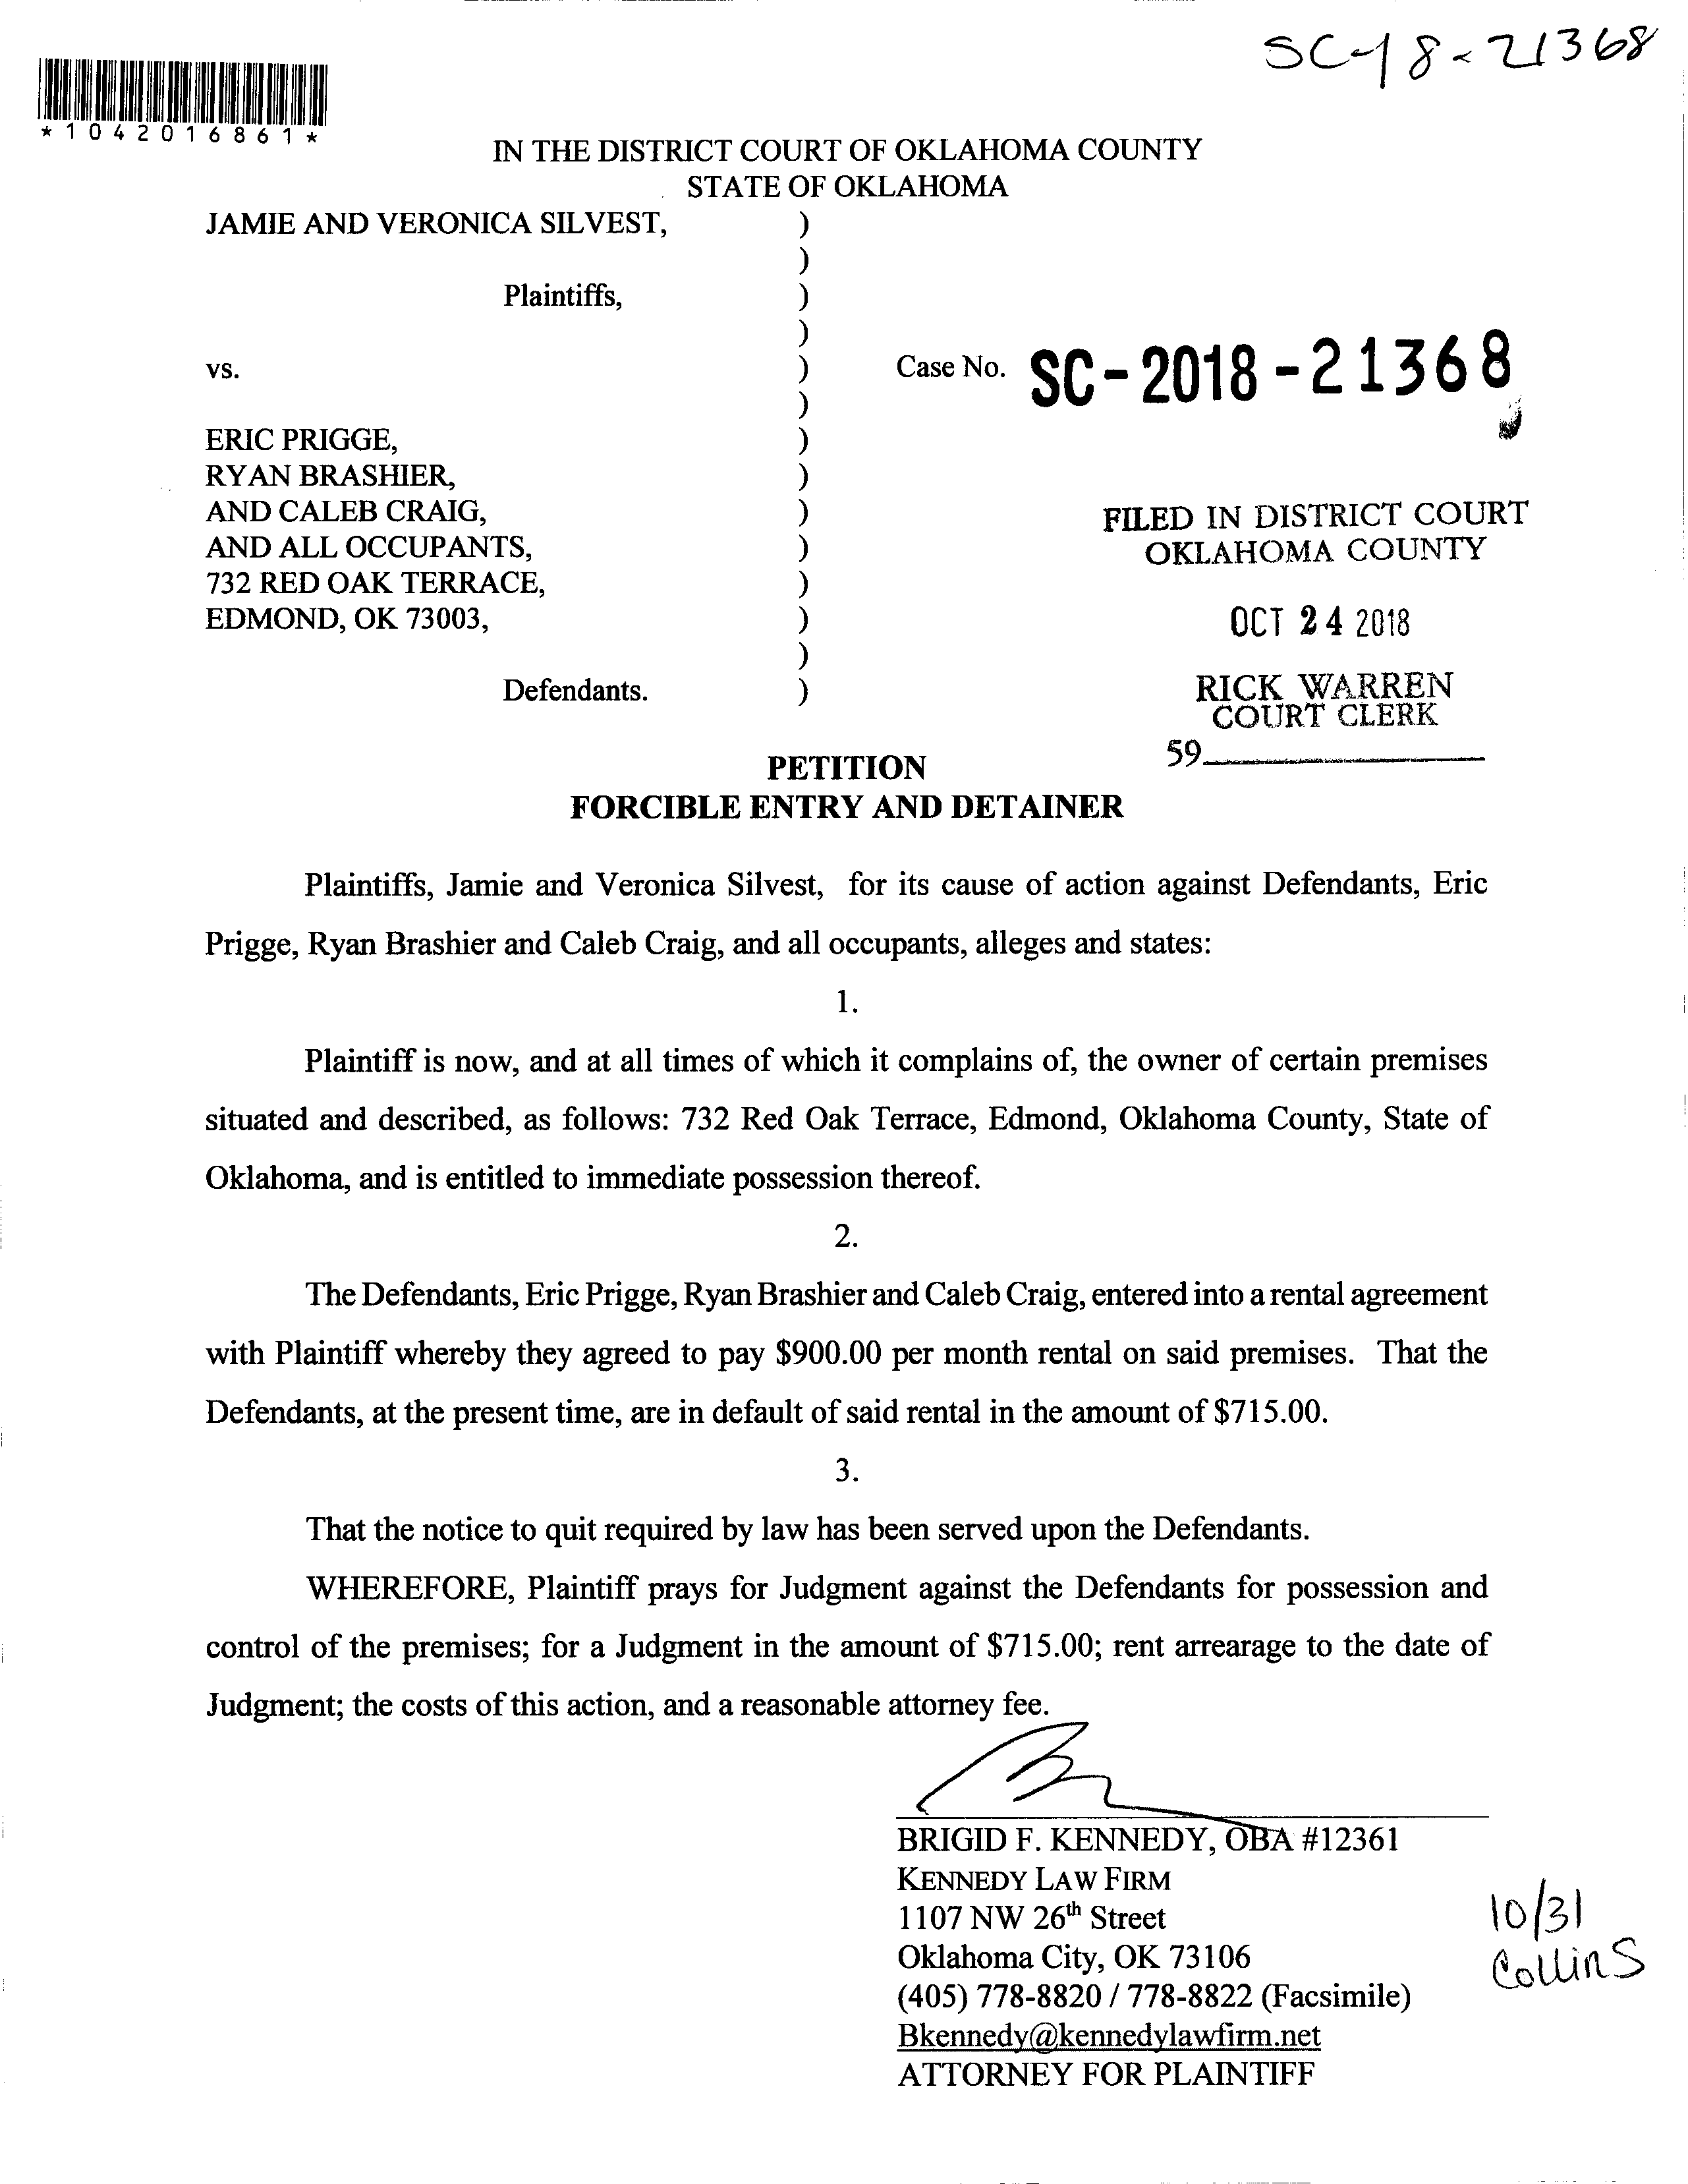 SC-18-21368
*1042016861*
IN THE DISTRICT COURT OF OKLAHOMA COUNTY
STATE OF OKLAHOMA
JAMIE AND VERONICA SILVEST, )
)
Plaintiffs, )
)
vs. ) Case No. SC-2018-21368
)
ERIC PRIGGE, )
RYAN BRASHIER, )
AND CALEB CRAIG, ) FILED IN DISTRICT COURT
AND ALL OCCUPANTS, ) OKLAHOMA COUNTY
732 RED OAK TERRACE, )
EDMOND, OK 73003, ) OCT 24 2018
)
Defendants. ) RICK WARREN
COURT CLERK
59
PETITION
FORCIBLE ENTRY AND DETAINER
Plaintiffs, Jamie and Veronica Silvest, for its cause of action against Defendants, Eric
Prigge, Ryan Brashier and Caleb Craig, and all occupants, alleges and states:
1.
Plaintiff is now, and at all times of which it complains of, the owner of certain premises
situated and described, as follows: 732 Red Oak Terrace, Edmond, Oklahoma County, State of
Oklahoma, and is entitled to immediate possession thereof.
2.
The Defendants, Eric Prigge, Ryan Brashier and Caleb Craig, entered into a rental agreement
with Plaintiff whereby they agreed to pay $900.00 per month rental on said premises. That the
Defendants, at the present time, are in default of said rental in the amount of $715.00.
3.
That the notice to quit required by law has been served upon the Defendants.
WHEREFORE, Plaintiff prays for Judgment against the Defendants for possession and
control of the premises; for a Judgment in the amount of $715.00; rent arrearage to the date of
Judgment; the costs of this action, and a reasonable attorney fee.
BRIGID F. KENNEDY, OBA #12361
KENNEDY LAW FIRM
1107 NW 26th Street
Oklahoma City, OK 73106
(405) 778-8820 / 778-8822 (Facsimile)
Bkennedy@kennedylawfirm.net
ATTORNEY FOR PLAINTIFF
10/31
Collins